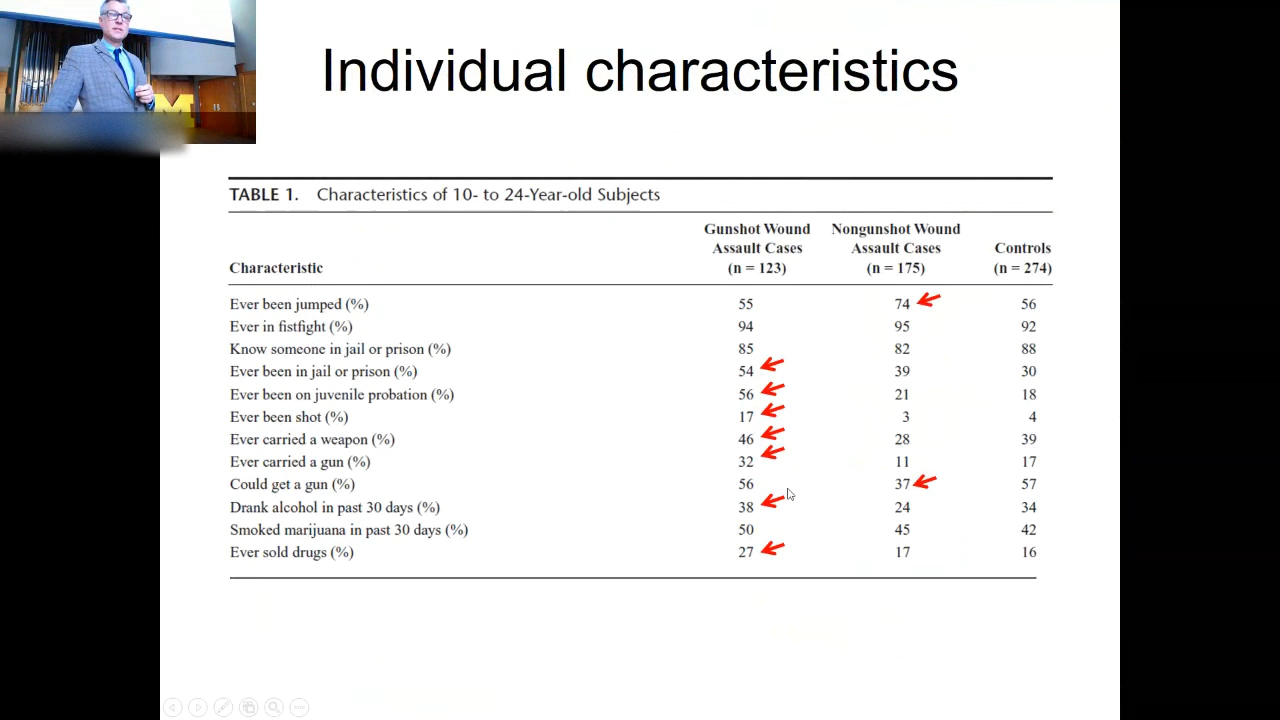 Individual characteristics
TABLE 1. Characteristics of 10- to 24-Year-old Subjects
Gunshot Wound Nongunshot Wound
Assault Cases Assault Cases Controls
Characteristic (n = 123) (n = 175) (n = 274)
Ever been jumped (%) 55 74 56
Ever in fistfight (%) 94 95 92
Know someone in jail or prison (%) 85 82 88
Ever been in jail or prison (%) 54 39 30
Ever been on juvenile probation (%) 56 21 18
Ever been shot (%) 17 3 4
Ever carried a weapon (%) 46 28 39
Ever carried a gun (%) 32 11 17
Could get a gun (%) 56 37 57
Drank alcohol in past 30 days (%) 38 24 34
Smoked marijuana in past 30 days (%) 50 45 42
Ever sold drugs (%) 27 17 16
M